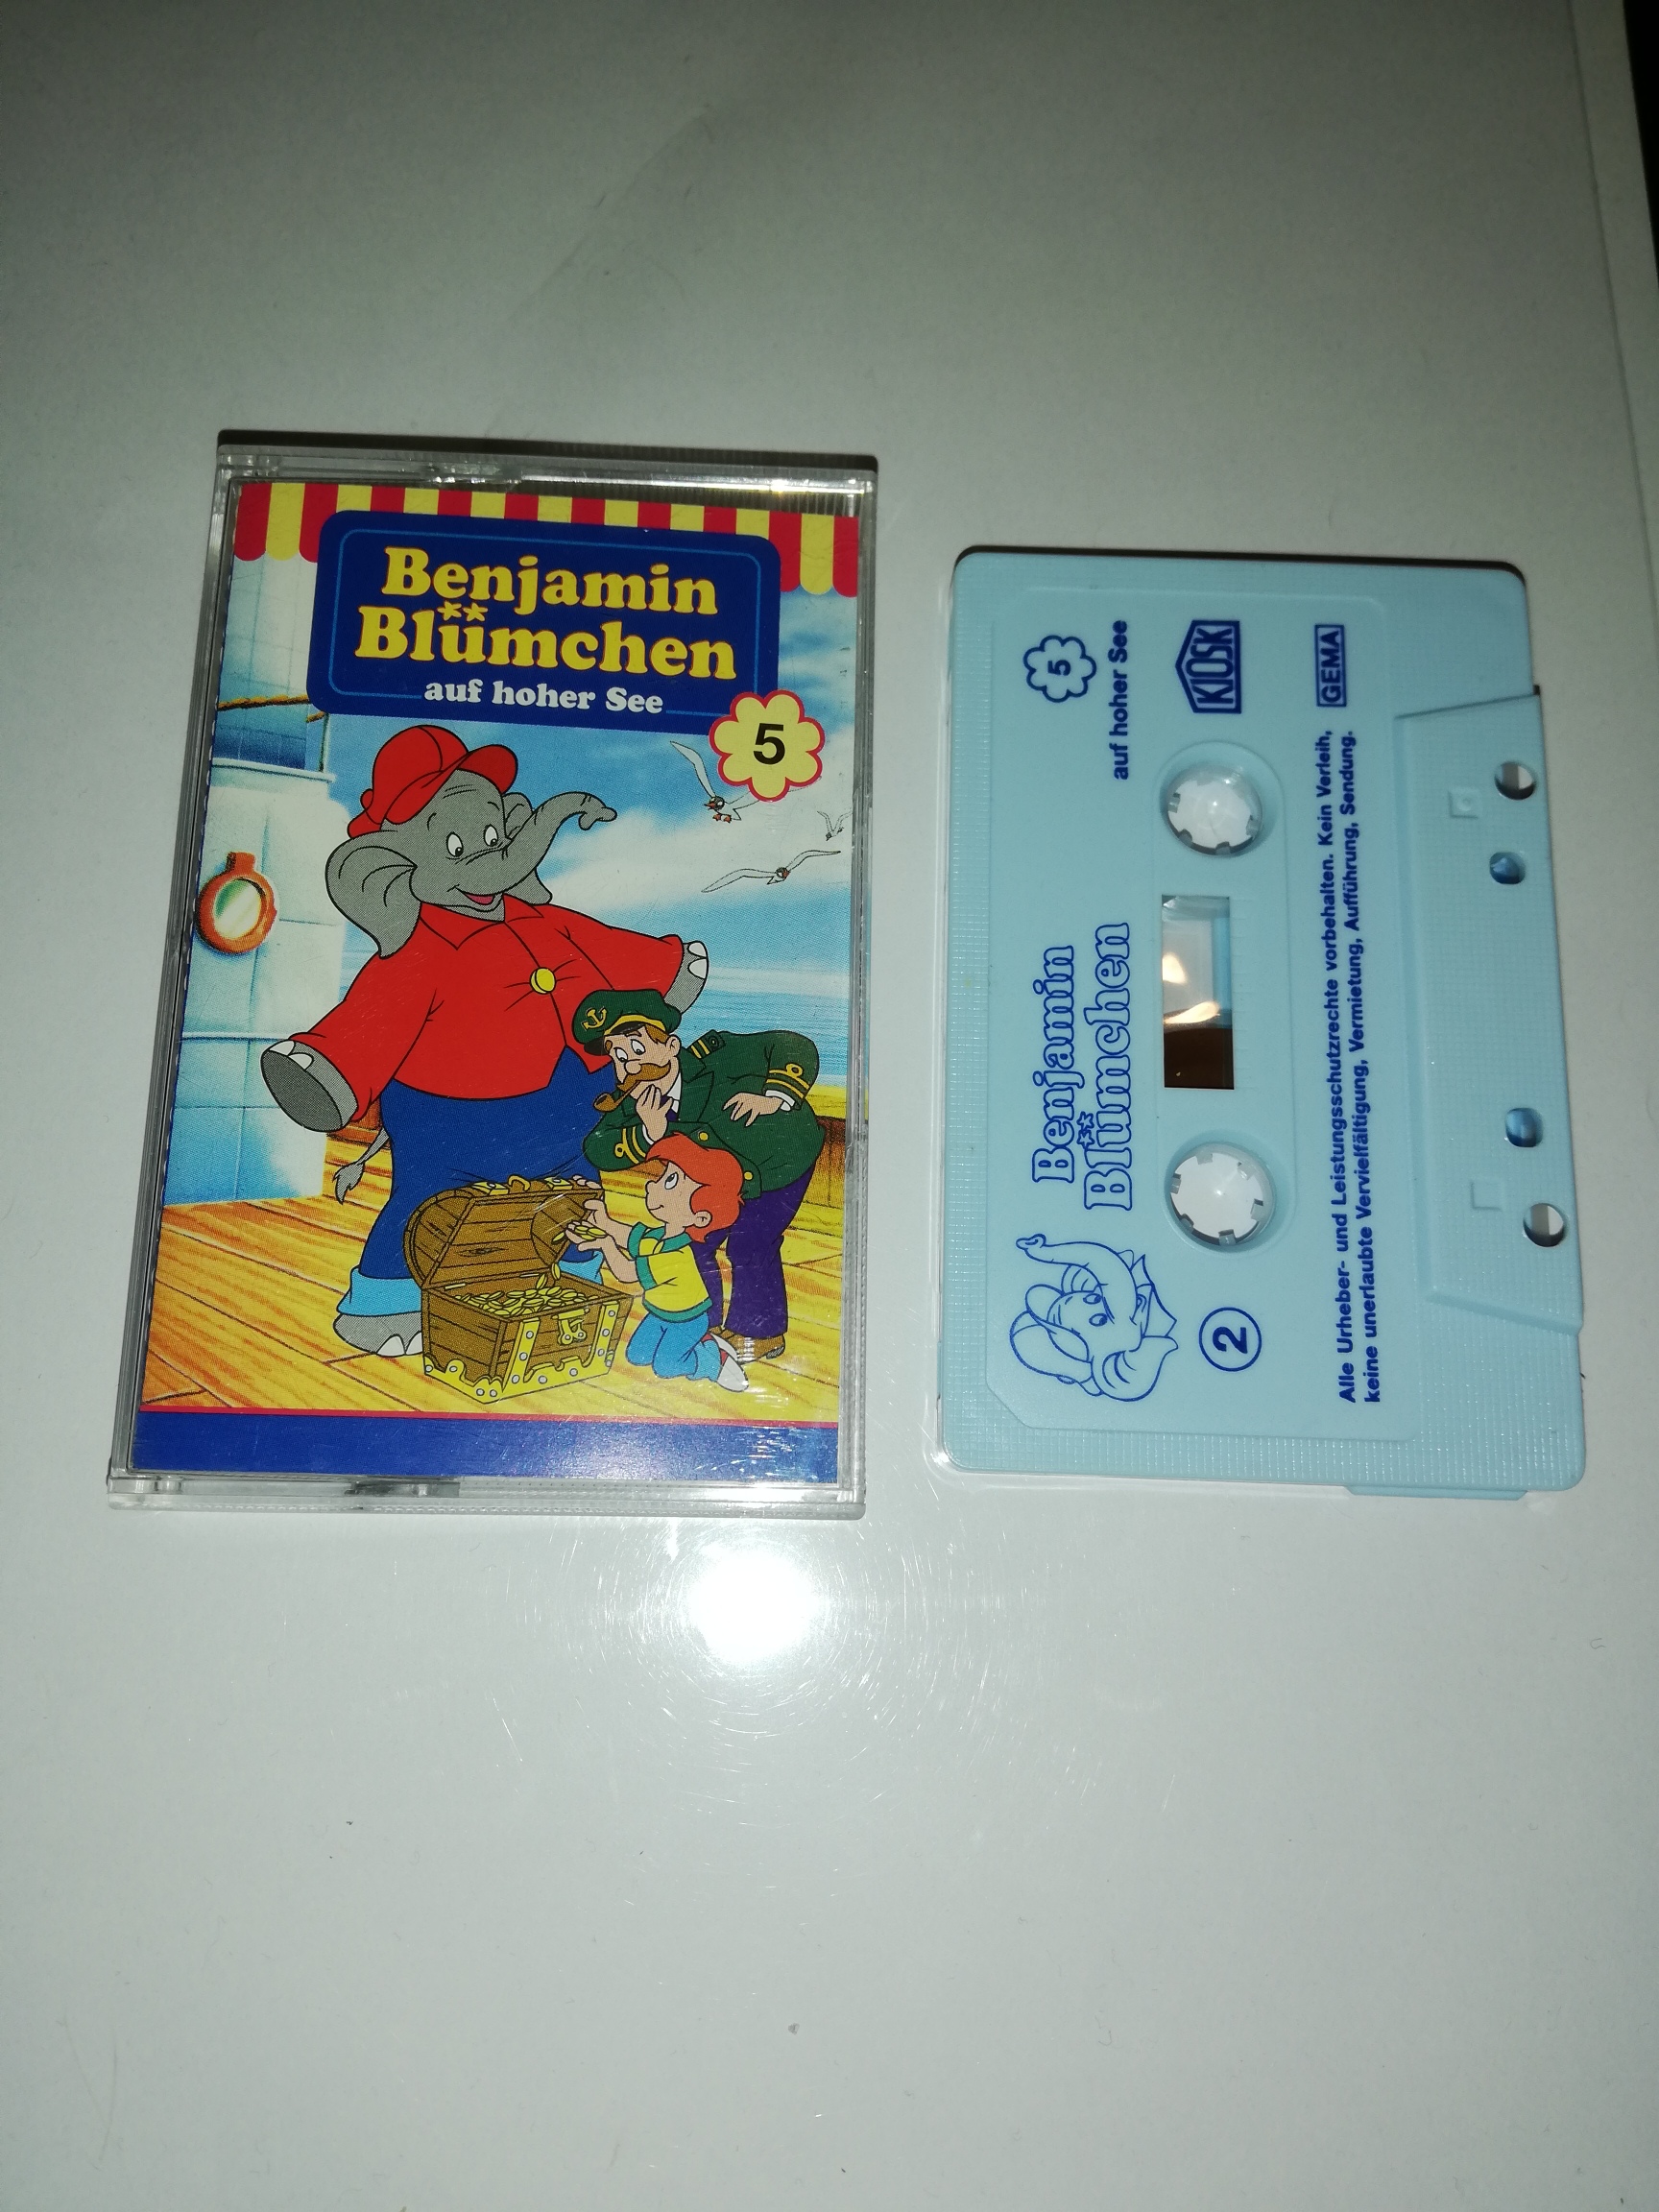 Benjamin
Blümchen
auf hoher See
5
5
auf hoher See
KIOSK
GEMA
Benjamin
Blümchen
2
Alle Urheber- und Leistungsschutzrechte vorbehalten. Kein Verleih,
keine unerlaubte Vervielfältigung, Vermietung, Aufführung, Sendung.